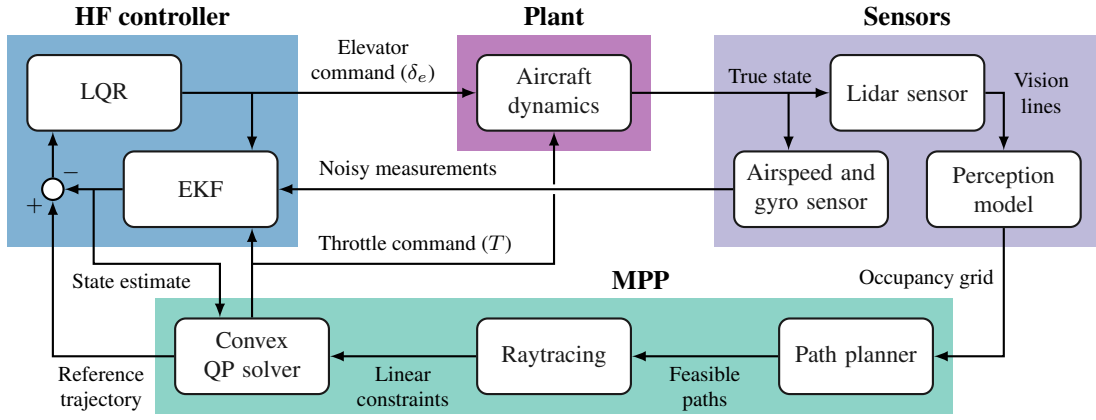 HF controller
Plant
Sensors
LQR
Elevator
command (δₑ)
Aircraft
dynamics
True state
Lidar sensor
Vision
lines
−
+
EKF
Noisy measurements
Airspeed and
gyro sensor
Perception
model
Throttle command (T)
State estimate
MPP
Occupancy grid
Convex
QP solver
Raytracing
Path planner
Reference
trajectory
Linear
constraints
Feasible
paths